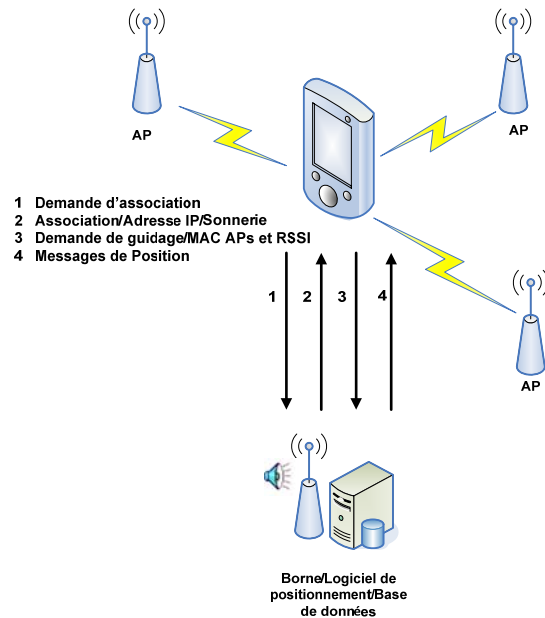 AP
AP
1 Demande d'association
2 Association/Adresse IP/Sonnerie
3 Demande de guidage/MAC APs et RSSI
4 Messages de Position
1 2 3 4
AP
Borne/Logiciel de
positionnement/Base
de données